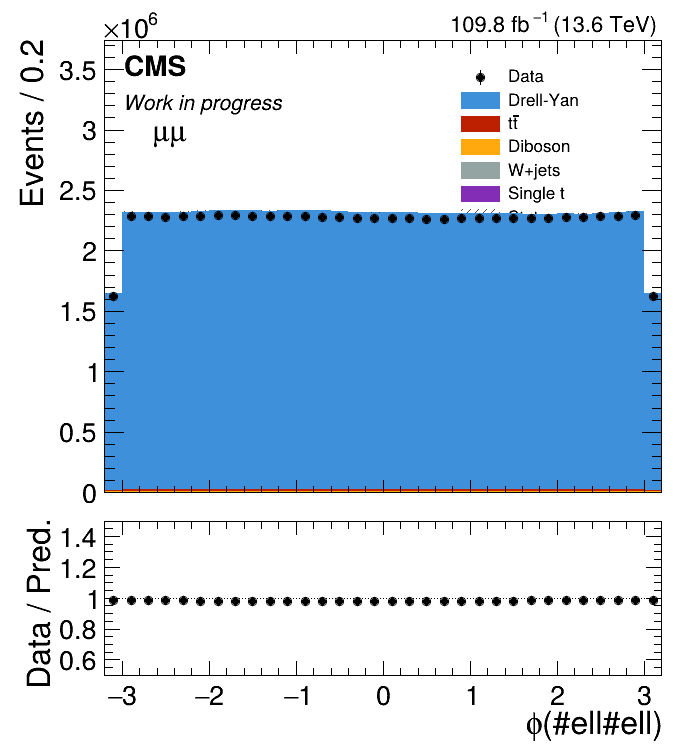 ×10⁶
109.8 fb⁻¹ (13.6 TeV)
Events / 0.2
CMS
Work in progress
μμ
Data
Drell-Yan
tt̅
Diboson
W+jets
Single t
3.5
3
2.5
2
1.5
1
0.5
0
Data / Pred.
1.4
1.2
1
0.8
0.6
−3 −2 −1 0 1 2 3
ϕ(#ell#ell)